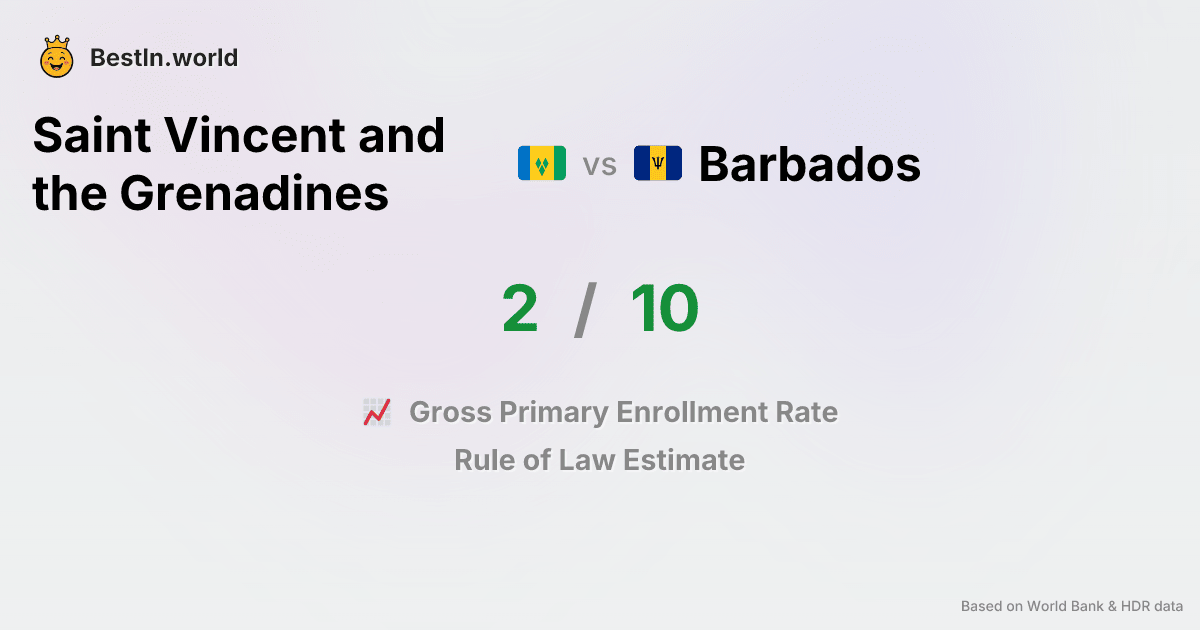 BestIn.world
Saint Vincent and
the Grenadines
vs
Barbados
2 / 10
Gross Primary Enrollment Rate
Rule of Law Estimate
Based on World Bank & HDR data